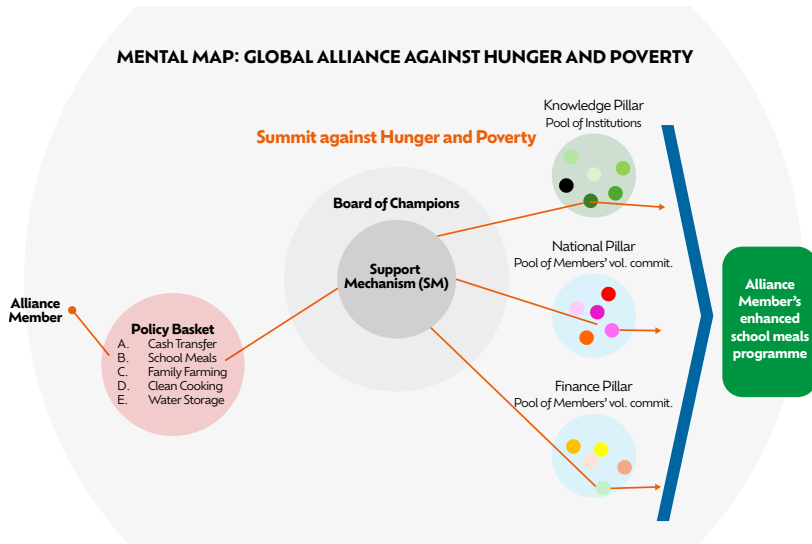 MENTAL MAP: GLOBAL ALLIANCE AGAINST HUNGER AND POVERTY
Summit against Hunger and Poverty
Alliance
Member
Policy Basket
A. Cash Transfer
B. School Meals
C. Family Farming
D. Clean Cooking
E. Water Storage
Board of Champions
Support
Mechanism (SM)
Knowledge Pillar
Pool of Institutions
National Pillar
Pool of Members' vol. commit.
Finance Pillar
Pool of Members' vol. commit.
Alliance
Member's
enhanced
school meals
programme